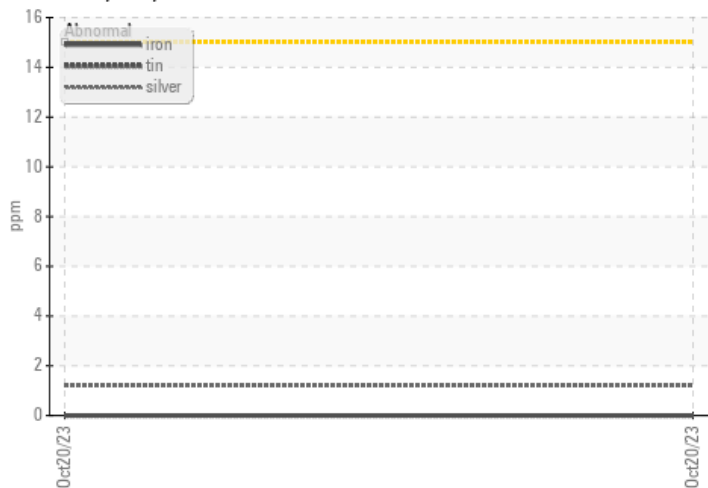 16
Abnormal
iron
tin
silver
14
12
10
8
6
4
2
0
ppm
Oct20/23
Oct20/23